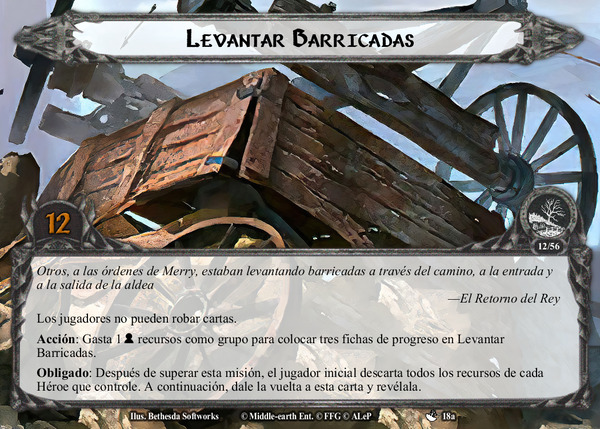 Levantar Barricadas
12
12/56
Otros, a las órdenes de Merry, estaban levantando barricadas a través del camino, a la entrada y
a la salida de la aldea
—El Retorno del Rey
Los jugadores no pueden robar cartas.
Acción: Gasta 1 recursos como grupo para colocar tres fichas de progreso en Levantar
Barricadas.
Obligado: Después de superar esta misión, el jugador inicial descarta todos los recursos de cada
Héroe que controle. A continuación, dale la vuelta a esta carta y revélala.
Ilus. Bethesda Softworks © Middle-earth Ent. © FFG © ALeP 18a